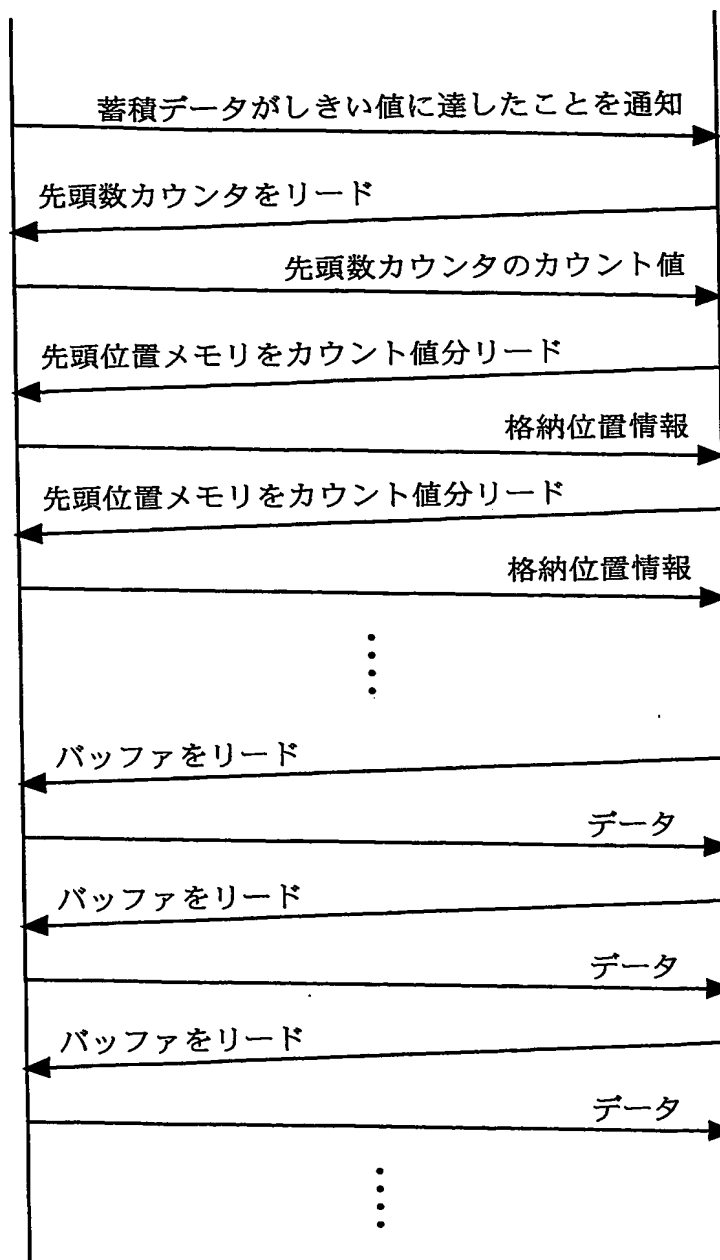 蓄積データがしきい値に達したことを通知
先頭数カウンタをリード
先頭数カウンタのカウント値
先頭位置メモリをカウント値分リード
格納位置情報
先頭位置メモリをカウント値分リード
格納位置情報
バッファをリード
データ
バッファをリード
データ
バッファをリード
データ